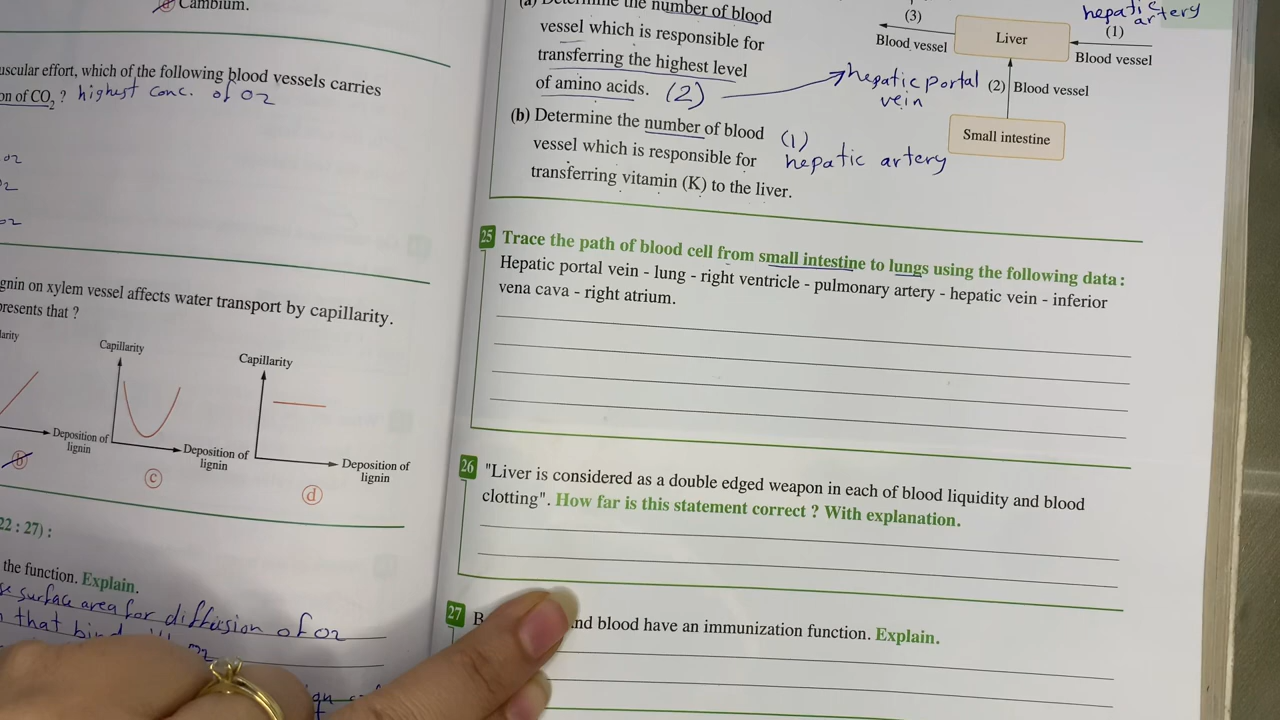 Cambium.
uscular effort, which of the following blood vessels carries
on of CO2 ? highest conc. of O2
O2
gnin on xylem vessel affects water transport by capillarity.
presents that ?
larity
Capillarity
Capillarity
Deposition of
lignin
Deposition of
lignin
Deposition of
lignin
b
c
d
22 : 27) :
the function. Explain.
surface area for diffusion of O2
that
the number of blood
vessel which is responsible for
transferring the highest level
of amino acids. (2)
hepatic portal
vein
(b) Determine the number of blood
vessel which is responsible for
transferring vitamin (K) to the liver.
(1)
hepatic artery
hepatic
artery
(3)
Blood vessel
Liver
(1)
Blood vessel
(2) Blood vessel
Small intestine
25 Trace the path of blood cell from small intestine to lungs using the following data :
Hepatic portal vein - lung - right ventricle - pulmonary artery - hepatic vein - inferior
vena cava - right atrium.
26 "Liver is considered as a double edged weapon in each of blood liquidity and blood
clotting". How far is this statement correct ? With explanation.
27 B
nd blood have an immunization function. Explain.